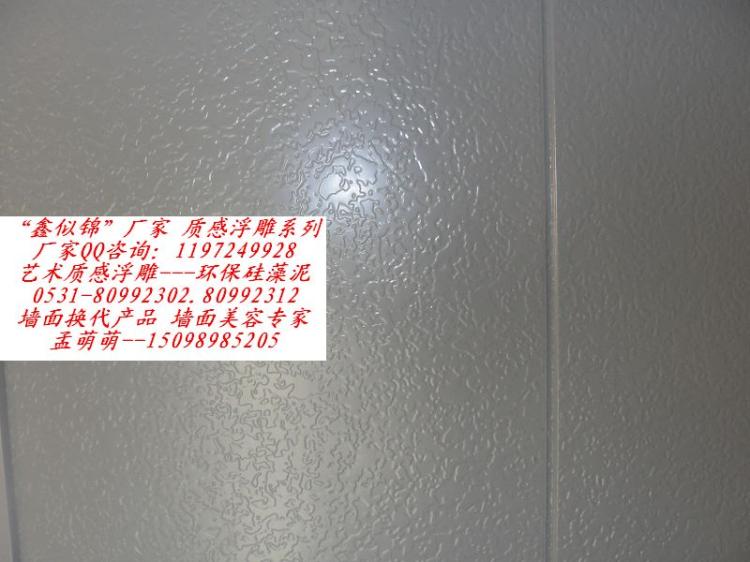 “鑫似锦”厂家 质感浮雕系列
厂家QQ咨询: 1197249928
艺术质感浮雕---环保硅藻泥
0531-80992302.80992312
墙面换代产品 墙面美容专家
孟萌萌--15098985205